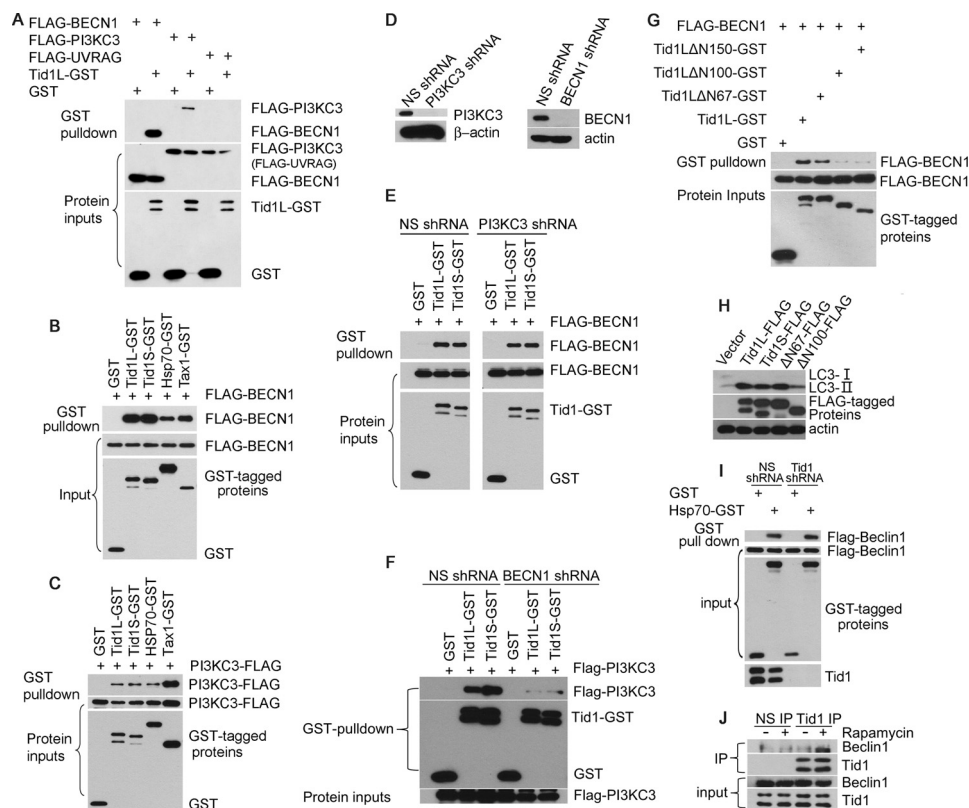 A
FLAG-BECN1 + +
FLAG-PI3KC3 + +
FLAG-UVRAG + +
Tid1L-GST + + +
GST + + +
GST pulldown
FLAG-PI3KC3
FLAG-BECN1
FLAG-PI3KC3
(FLAG-UVRAG)
FLAG-BECN1
Protein inputs
Tid1L-GST
GST
B
GST
Tid1L-GST
Tid1S-GST
Hsp70-GST
Tax1-GST
+ + + + + FLAG-BECN1
GST pulldown
FLAG-BECN1
FLAG-BECN1
Input
GST-tagged proteins
GST
C
GST
Tid1L-GST
Tid1S-GST
HSP70-GST
Tax1-GST
+ + + + + PI3KC3-FLAG
GST pulldown
PI3KC3-FLAG
PI3KC3-FLAG
Protein inputs
GST-tagged proteins
GST
D
NS shRNA
PI3KC3 shRNA
PI3KC3
β-actin
NS shRNA
BECN1 shRNA
BECN1
actin
E
NS shRNA
PI3KC3 shRNA
GST
Tid1L-GST
Tid1S-GST
GST
Tid1L-GST
Tid1S-GST
+ + + + + + FLAG-BECN1
GST pulldown
FLAG-BECN1
FLAG-BECN1
Protein inputs
Tid1-GST
GST
F
NS shRNA
BECN1 shRNA
GST
Tid1L-GST
Tid1S-GST
GST
Tid1L-GST
Tid1S-GST
+ + + + + + Flag-PI3KC3
GST-pulldown
Flag-PI3KC3
Tid1-GST
GST
Protein inputs
Flag-PI3KC3
G
FLAG-BECN1 + + + + +
Tid1LΔN150-GST +
Tid1LΔN100-GST +
Tid1LΔN67-GST +
Tid1L-GST +
GST +
GST pulldown
FLAG-BECN1
FLAG-BECN1
Protein Inputs
GST-tagged proteins
H
Vector
Tid1L-FLAG
Tid1S-FLAG
ΔN67-FLAG
ΔN100-FLAG
LC3-I
LC3-II
FLAG-tagged Proteins
actin
I
NS shRNA
Tid1 shRNA
GST + +
Hsp70-GST + +
GST pull down
Flag-Beclin1
Flag-Beclin1
input
GST-tagged proteins
Tid1
J
NS IP
Tid1 IP
- + - + Rapamycin
IP
Beclin1
Tid1
input
Beclin1
Tid1